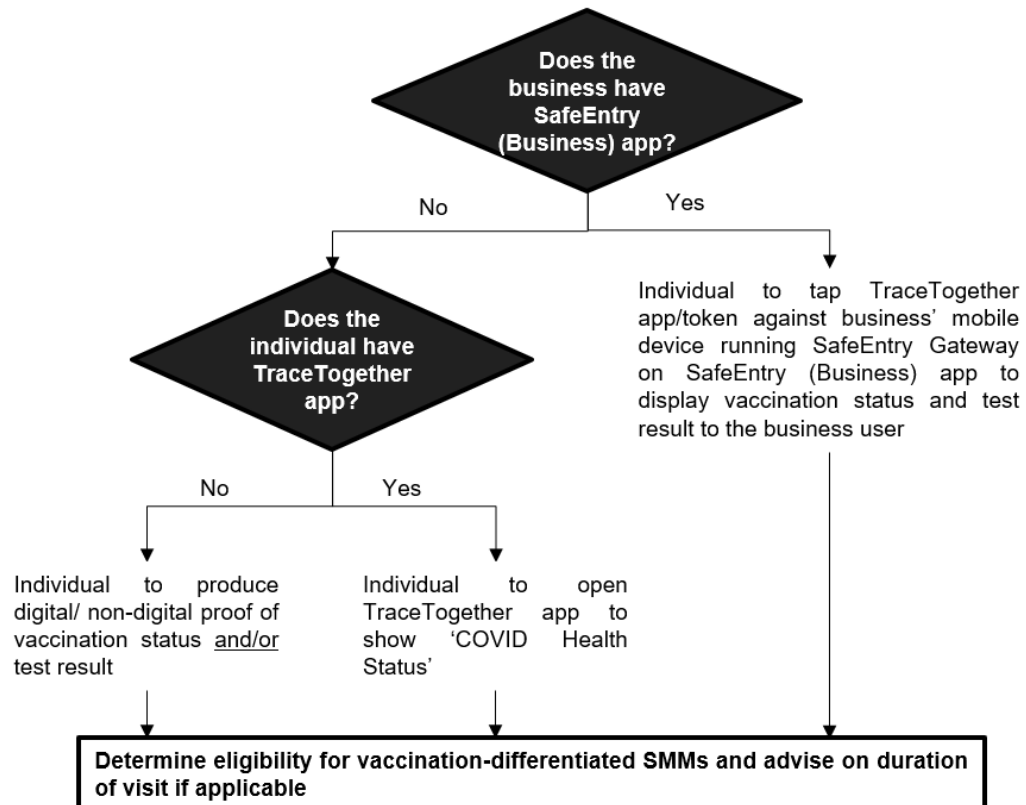 Does the
business have
SafeEntry
(Business) app?
No
Yes
Does the
individual have
TraceTogether
app?
Individual to tap TraceTogether
app/token against business’ mobile
device running SafeEntry Gateway
on SafeEntry (Business) app to
display vaccination status and test
result to the business user
No
Yes
Individual to produce
digital/ non-digital proof of
vaccination status and/or
test result
Individual to open
TraceTogether app to
show ‘COVID Health
Status’
Determine eligibility for vaccination-differentiated SMMs and advise on duration
of visit if applicable